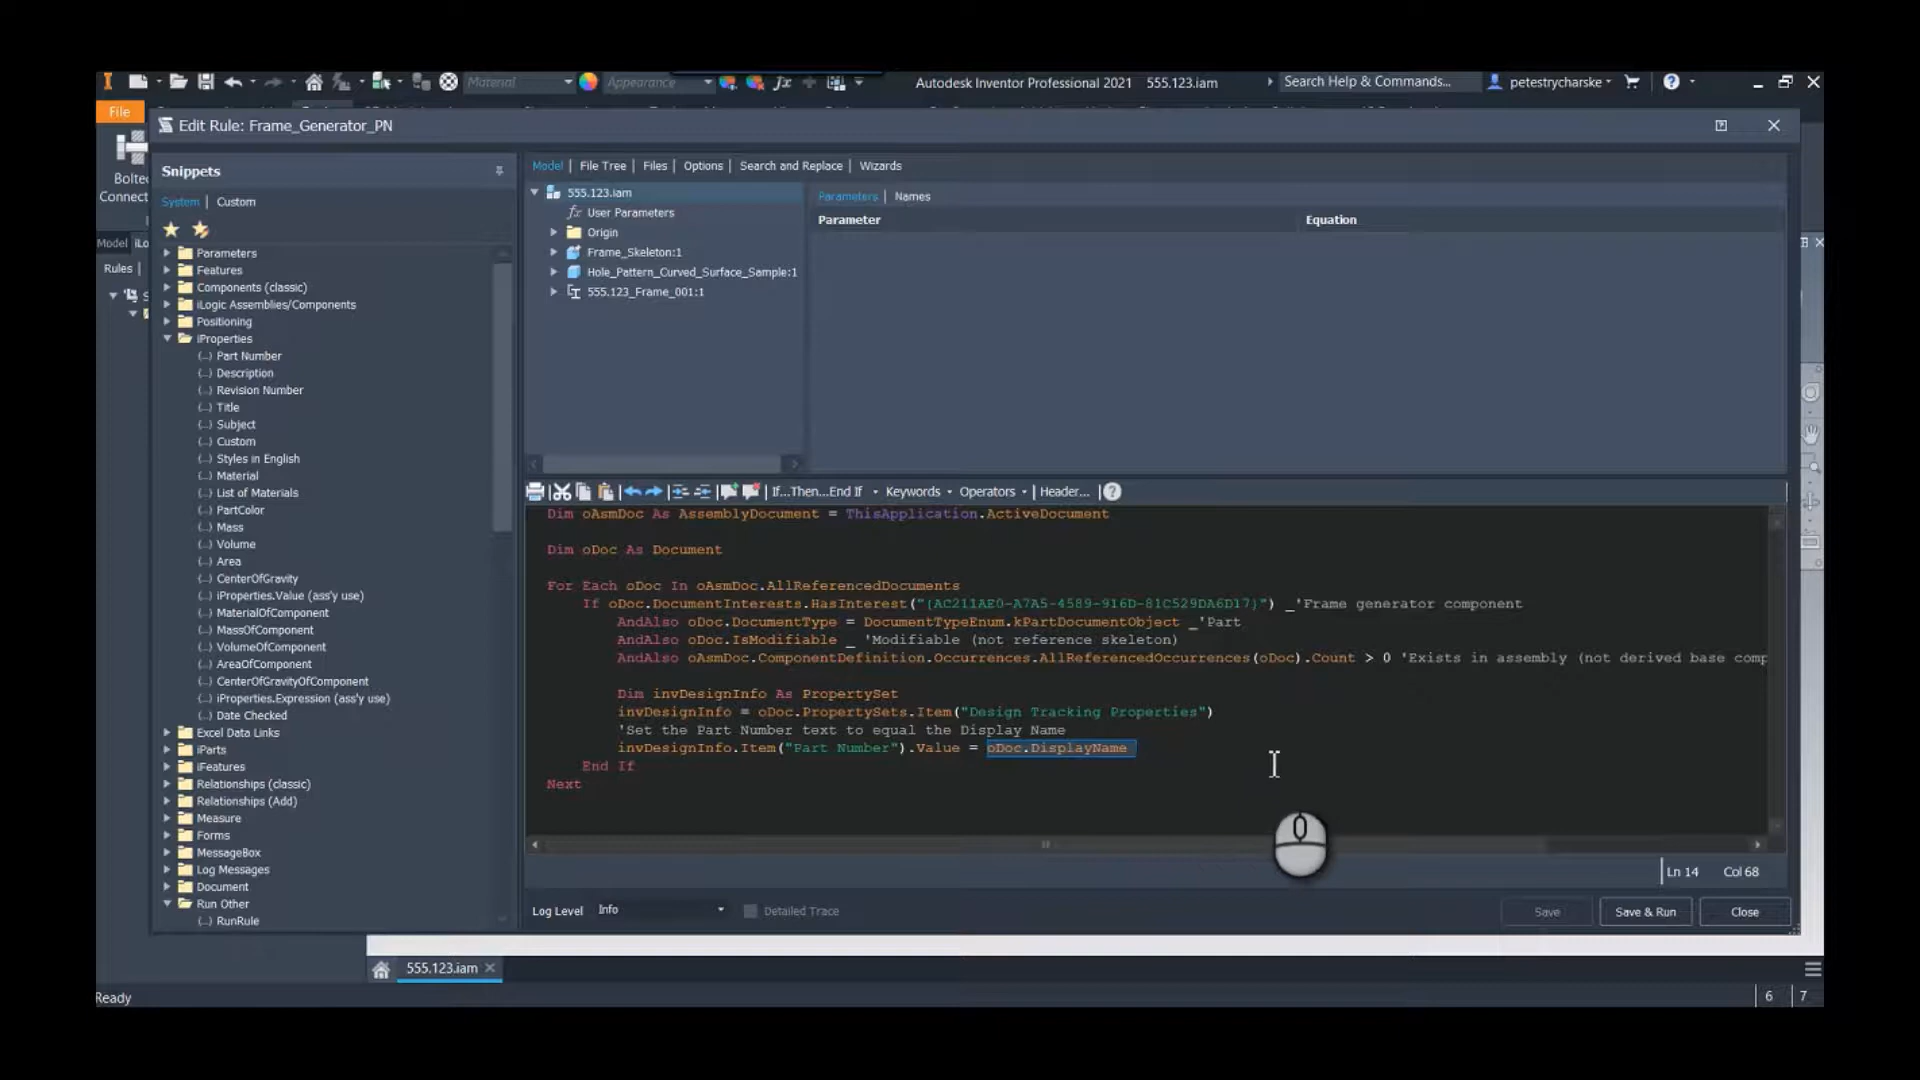 Material
Appearance
Autodesk Inventor Professional 2021 555.123.iam
Search Help & Commands...
petestrycharske
File
Edit Rule: Frame_Generator_PN
Connect
Model
Rules
Snippets
System | Custom
Parameters
Features
Components (classic)
iLogic Assemblies/Components
Positioning
iProperties
Part Number
Description
Revision Number
Title
Subject
Custom
Styles in English
Material
List of Materials
PartColor
Mass
Volume
Area
CenterOfGravity
iProperties.Value (ass'y use)
MaterialOfComponent
MassOfComponent
VolumeOfComponent
AreaOfComponent
CenterOfGravityOfComponent
iProperties.Expression (ass'y use)
Date Checked
Excel Data Links
iParts
iFeatures
Relationships (classic)
Relationships (Add)
Measure
Forms
MessageBox
Log Messages
Document
Run Other
RunRule
Model | File Tree | Files | Options | Search and Replace | Wizards
555.123.iam
User Parameters
Origin
Frame_Skeleton:1
Hole_Pattern_Curved_Surface_Sample:1
555.123_Frame_001:1
Parameters | Names
Parameter Equation
If...Then...End If Keywords Operators Header...
Dim oAsmDoc As AssemblyDocument = ThisApplication.ActiveDocument
Dim oDoc As Document
For Each oDoc In oAsmDoc.AllReferencedDocuments
If oDoc.DocumentInterests.HasInterest("{AC211AE0-A7A5-4589-916D-81C529DA6D17}") _'Frame generator component
AndAlso oDoc.DocumentType = DocumentTypeEnum.kPartDocumentObject _'Part
AndAlso oDoc.IsModifiable _ 'Modifiable (not reference skeleton)
AndAlso oAsmDoc.ComponentDefinition.Occurrences.AllReferencedOccurrences(oDoc).Count > 0 'Exists in assembly (not derived base comp
Dim invDesignInfo As PropertySet
invDesignInfo = oDoc.PropertySets.Item("Design Tracking Properties")
'Set the Part Number text to equal the Display Name
invDesignInfo.Item("Part Number").Value = oDoc.DisplayName
End If
Next
Ln 14 Col 68
Log Level Info Detailed Trace
Save Save & Run Close
555.123.iam
Ready
6 7